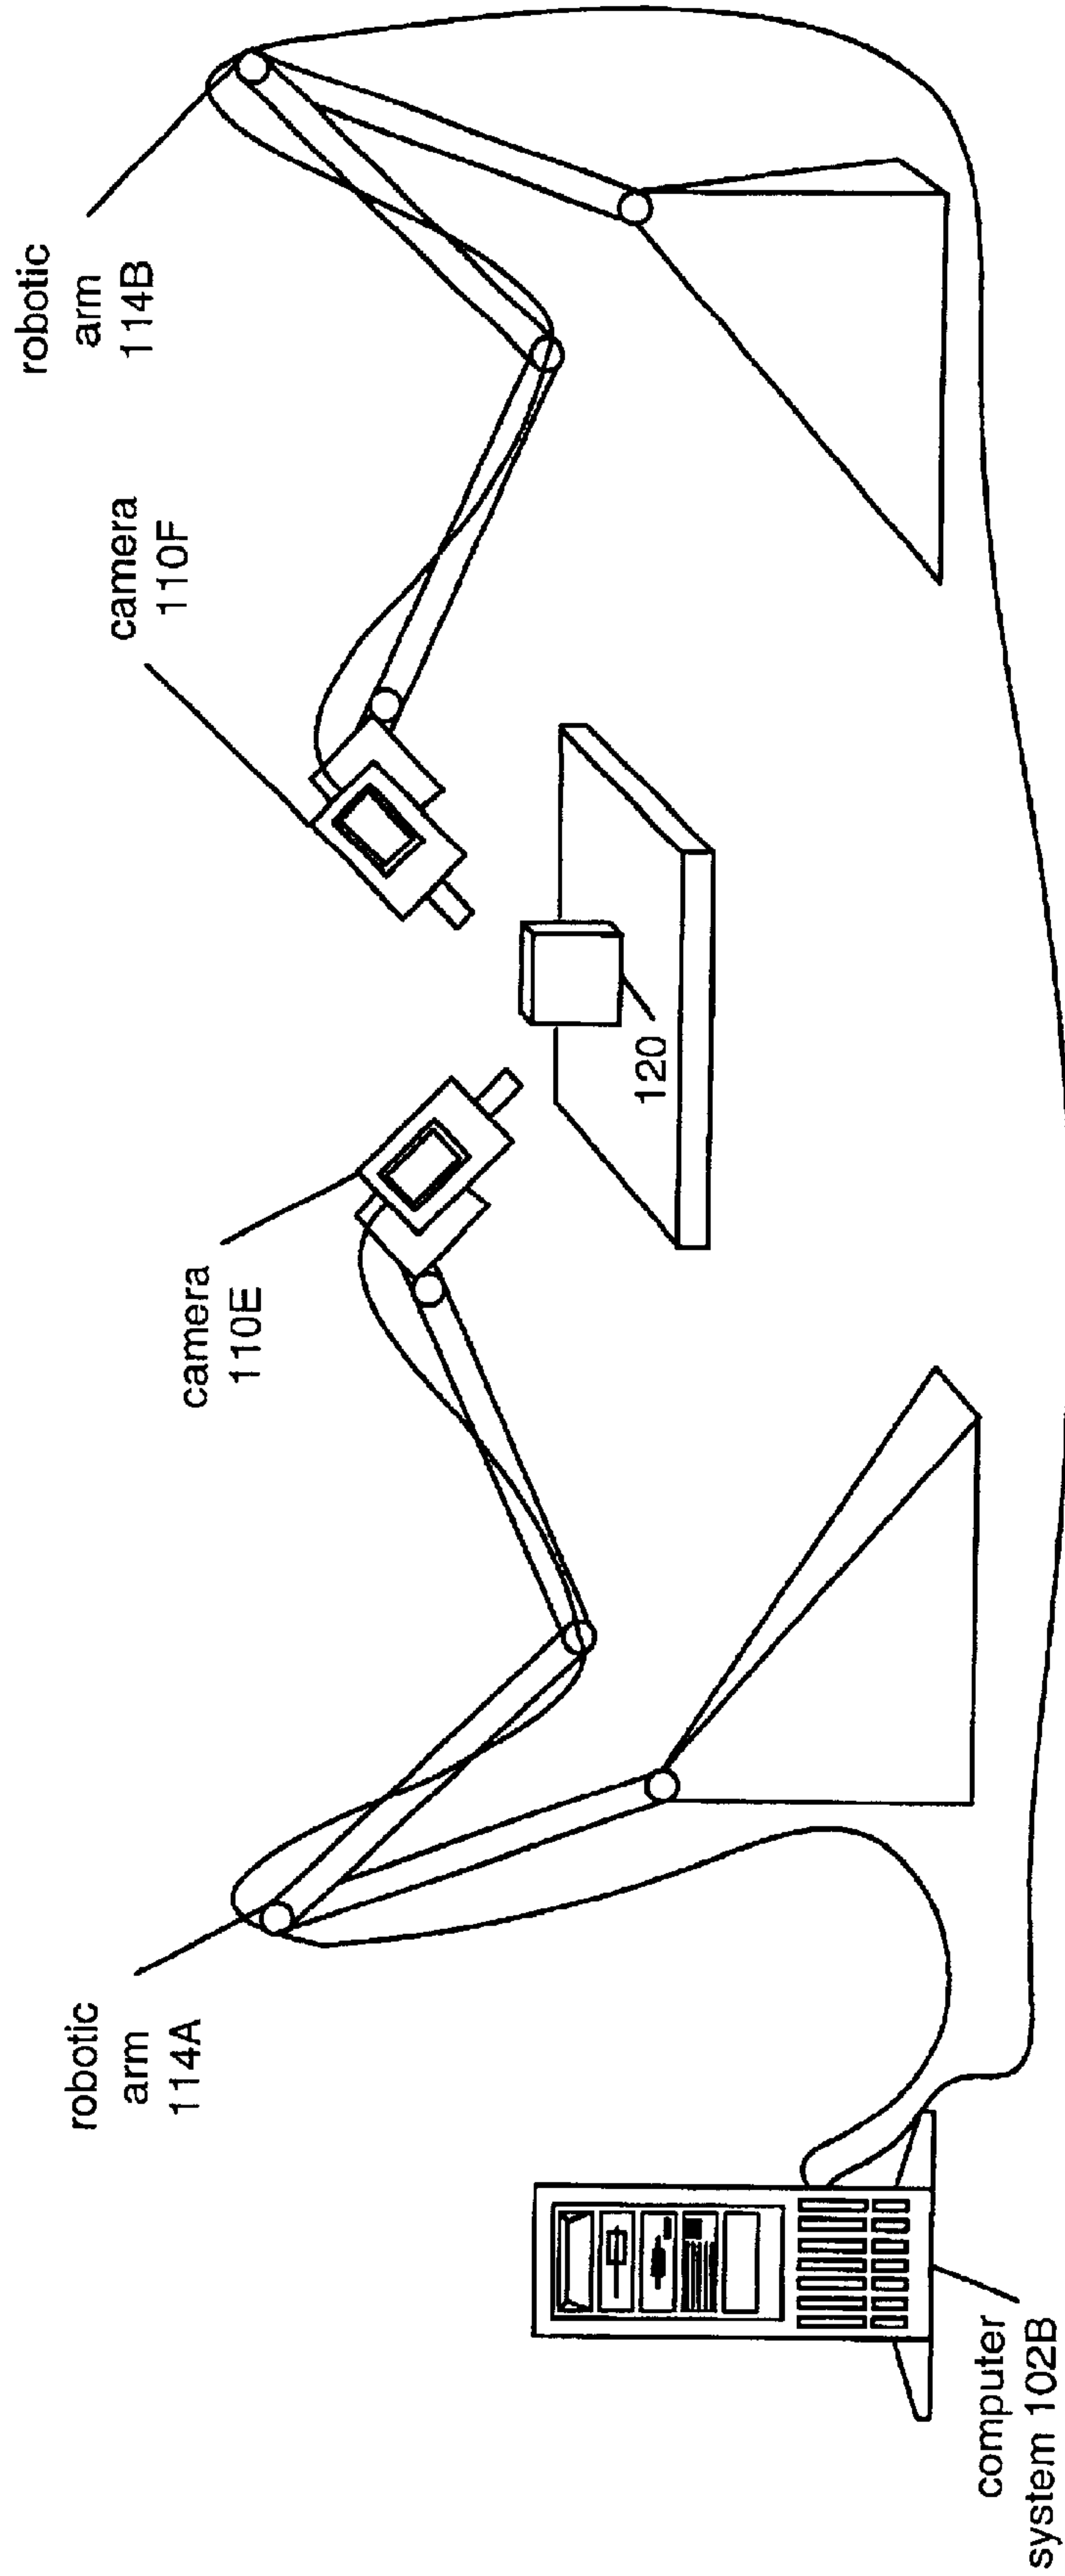 robotic
arm
114A
camera
110E
camera
110F
robotic
arm
114B
120
computer
system 102B